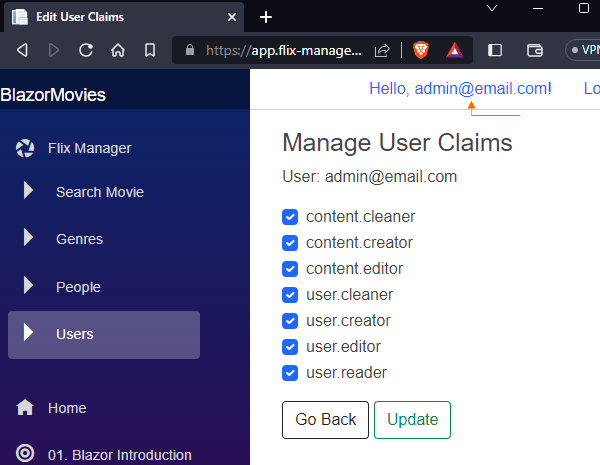 Edit User Claims
https://app.flix-manage...
VPN
BlazorMovies
Hello, admin@email.com!
Lo
Flix Manager
Search Movie
Genres
People
Users
Home
01. Blazor Introduction
Manage User Claims
User: admin@email.com
content.cleaner
content.creator
content.editor
user.cleaner
user.creator
user.editor
user.reader
Go Back
Update